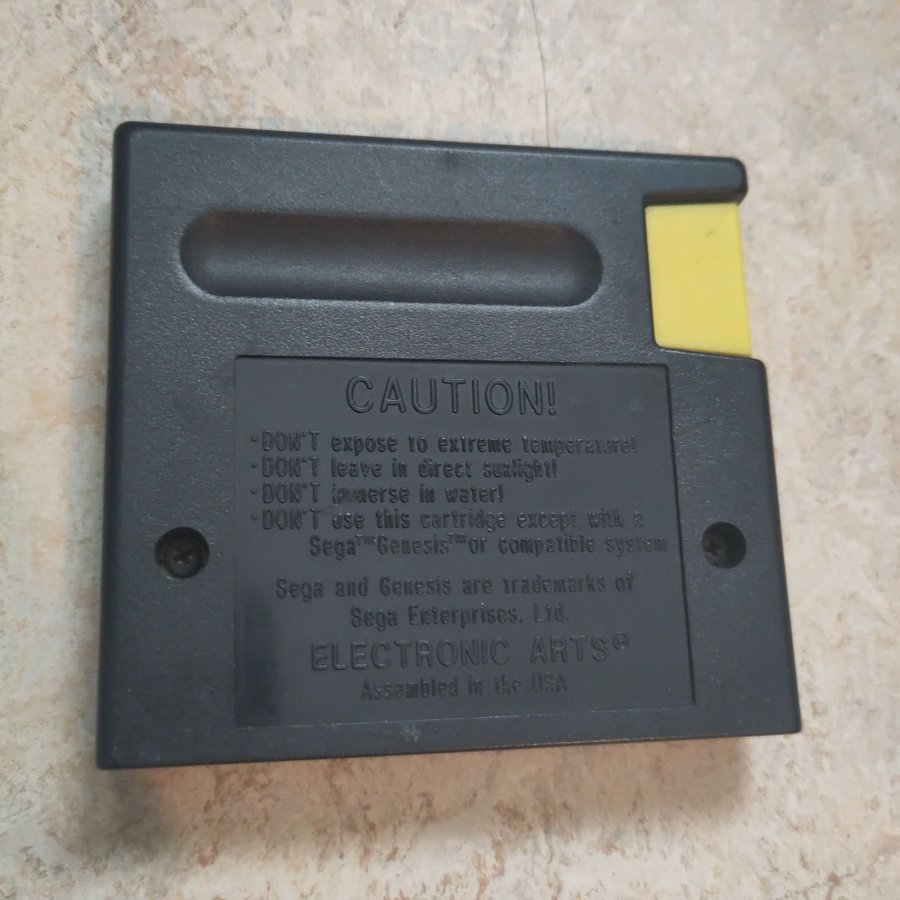 CAUTION!
·DON'T expose to extreme temperature!
·DON'T leave in direct sunlight!
·DON'T immerse in water!
·DON'T use this cartridge except with a
Sega™Genesis™or compatible system
Sega and Genesis are trademarks of
Sega Enterprises, Ltd.
ELECTRONIC ARTS®
Assembled in the USA